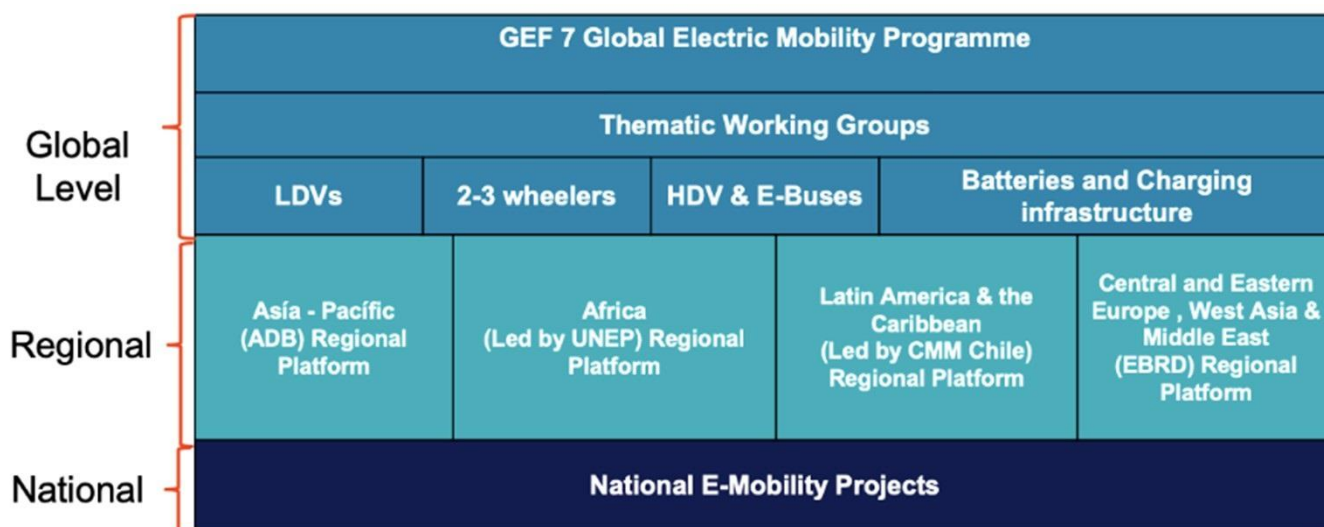 GEF 7 Global Electric Mobility Programme
Thematic Working Groups
Global
Level
LDVs
2-3 wheelers
HDV & E-Buses
Batteries and Charging
infrastructure
Regional
Asía - Pacífic
(ADB) Regional
Platform
Africa
(Led by UNEP) Regional
Platform
Latin America & the
Caribbean
(Led by CMM Chile)
Regional Platform
Central and Eastern
Europe , West Asia &
Middle East
(EBRD) Regional
Platform
National
National E-Mobility Projects